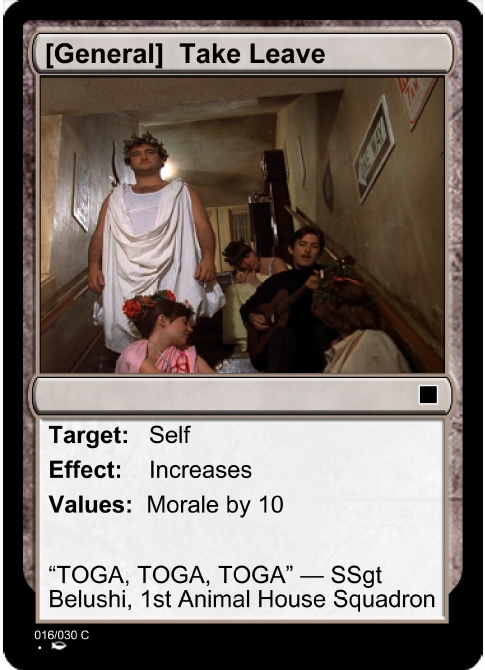 [General]  Take Leave
Target:   Self
Effect:    Increases
Values:  Morale by 10
“TOGA, TOGA, TOGA” — SSgt
Belushi, 1st Animal House Squadron
016/030 C